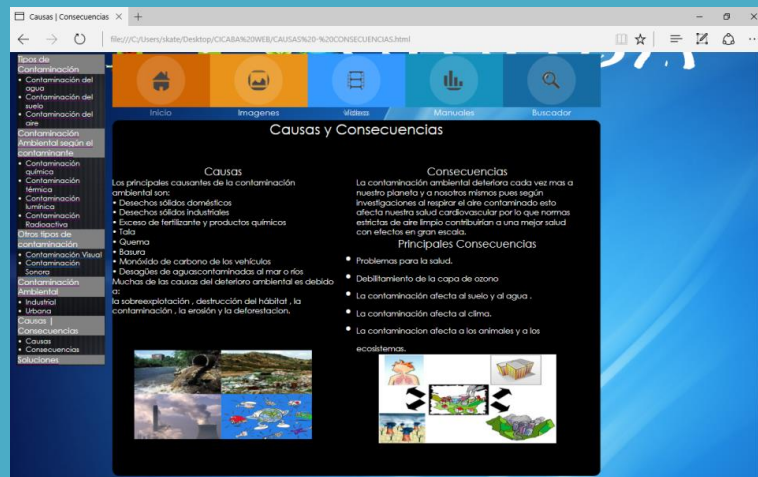 Causas | Consecuencias
file:///C:/Users/skate/Desktop/CICABA%20WEB/CAUSAS%20-%20CONSECUENCIAS.html
Tipos de
Contaminación
• Contaminación del
agua
• Contaminación del
suelo
• Contaminación del
aire
Contaminación
Ambiental según el
contaminante
• Contaminación
química
• Contaminación
térmica
• Contaminación
lumínica
• Contaminación
Radioactiva
Otros tipos de
contaminación
• Contaminación Visual
• Contaminación
Sonora
Contaminación
Ambiental
• Industrial
• Urbana
Causas |
Consecuencias
• Causas
• Consecuencias
Soluciones
Inicio
Imagenes
Manuales
Buscador
Causas y Consecuencias
Causas
Los principales causantes de la contaminación
ambiental son:
• Desechos sólidos domésticos
• Desechos sólidos industriales
• Exceso de fertilizante y productos químicos
• Tala
• Quema
• Basura
• Monóxido de carbono de los vehículos
• Desagües de aguascontaminadas al mar o ríos
Muchas de las causas del deterioro ambiental es debido
a:
la sobreexplotación , destrucción del hábitat , la
contaminación , la erosión y la deforestacion.
Consecuencias
La contaminación ambiental deteriora cada vez mas a
nuestro planeta y a nosotros mismos pues según
investigaciones al respirar el aire contaminado esto
afecta nuestra salud cardiovascular por lo que normas
estrictas de aire limpio contribuirían a una mejor salud
con efectos en gran escala.
Principales Consecuencias
• Problemas para la salud.
• Debilitamiento de la capa de ozono
• La contaminación afecta al suelo y al agua .
• La contaminación afecta al clima.
• La contaminacion afecta a los animales y a los
ecosistemas.